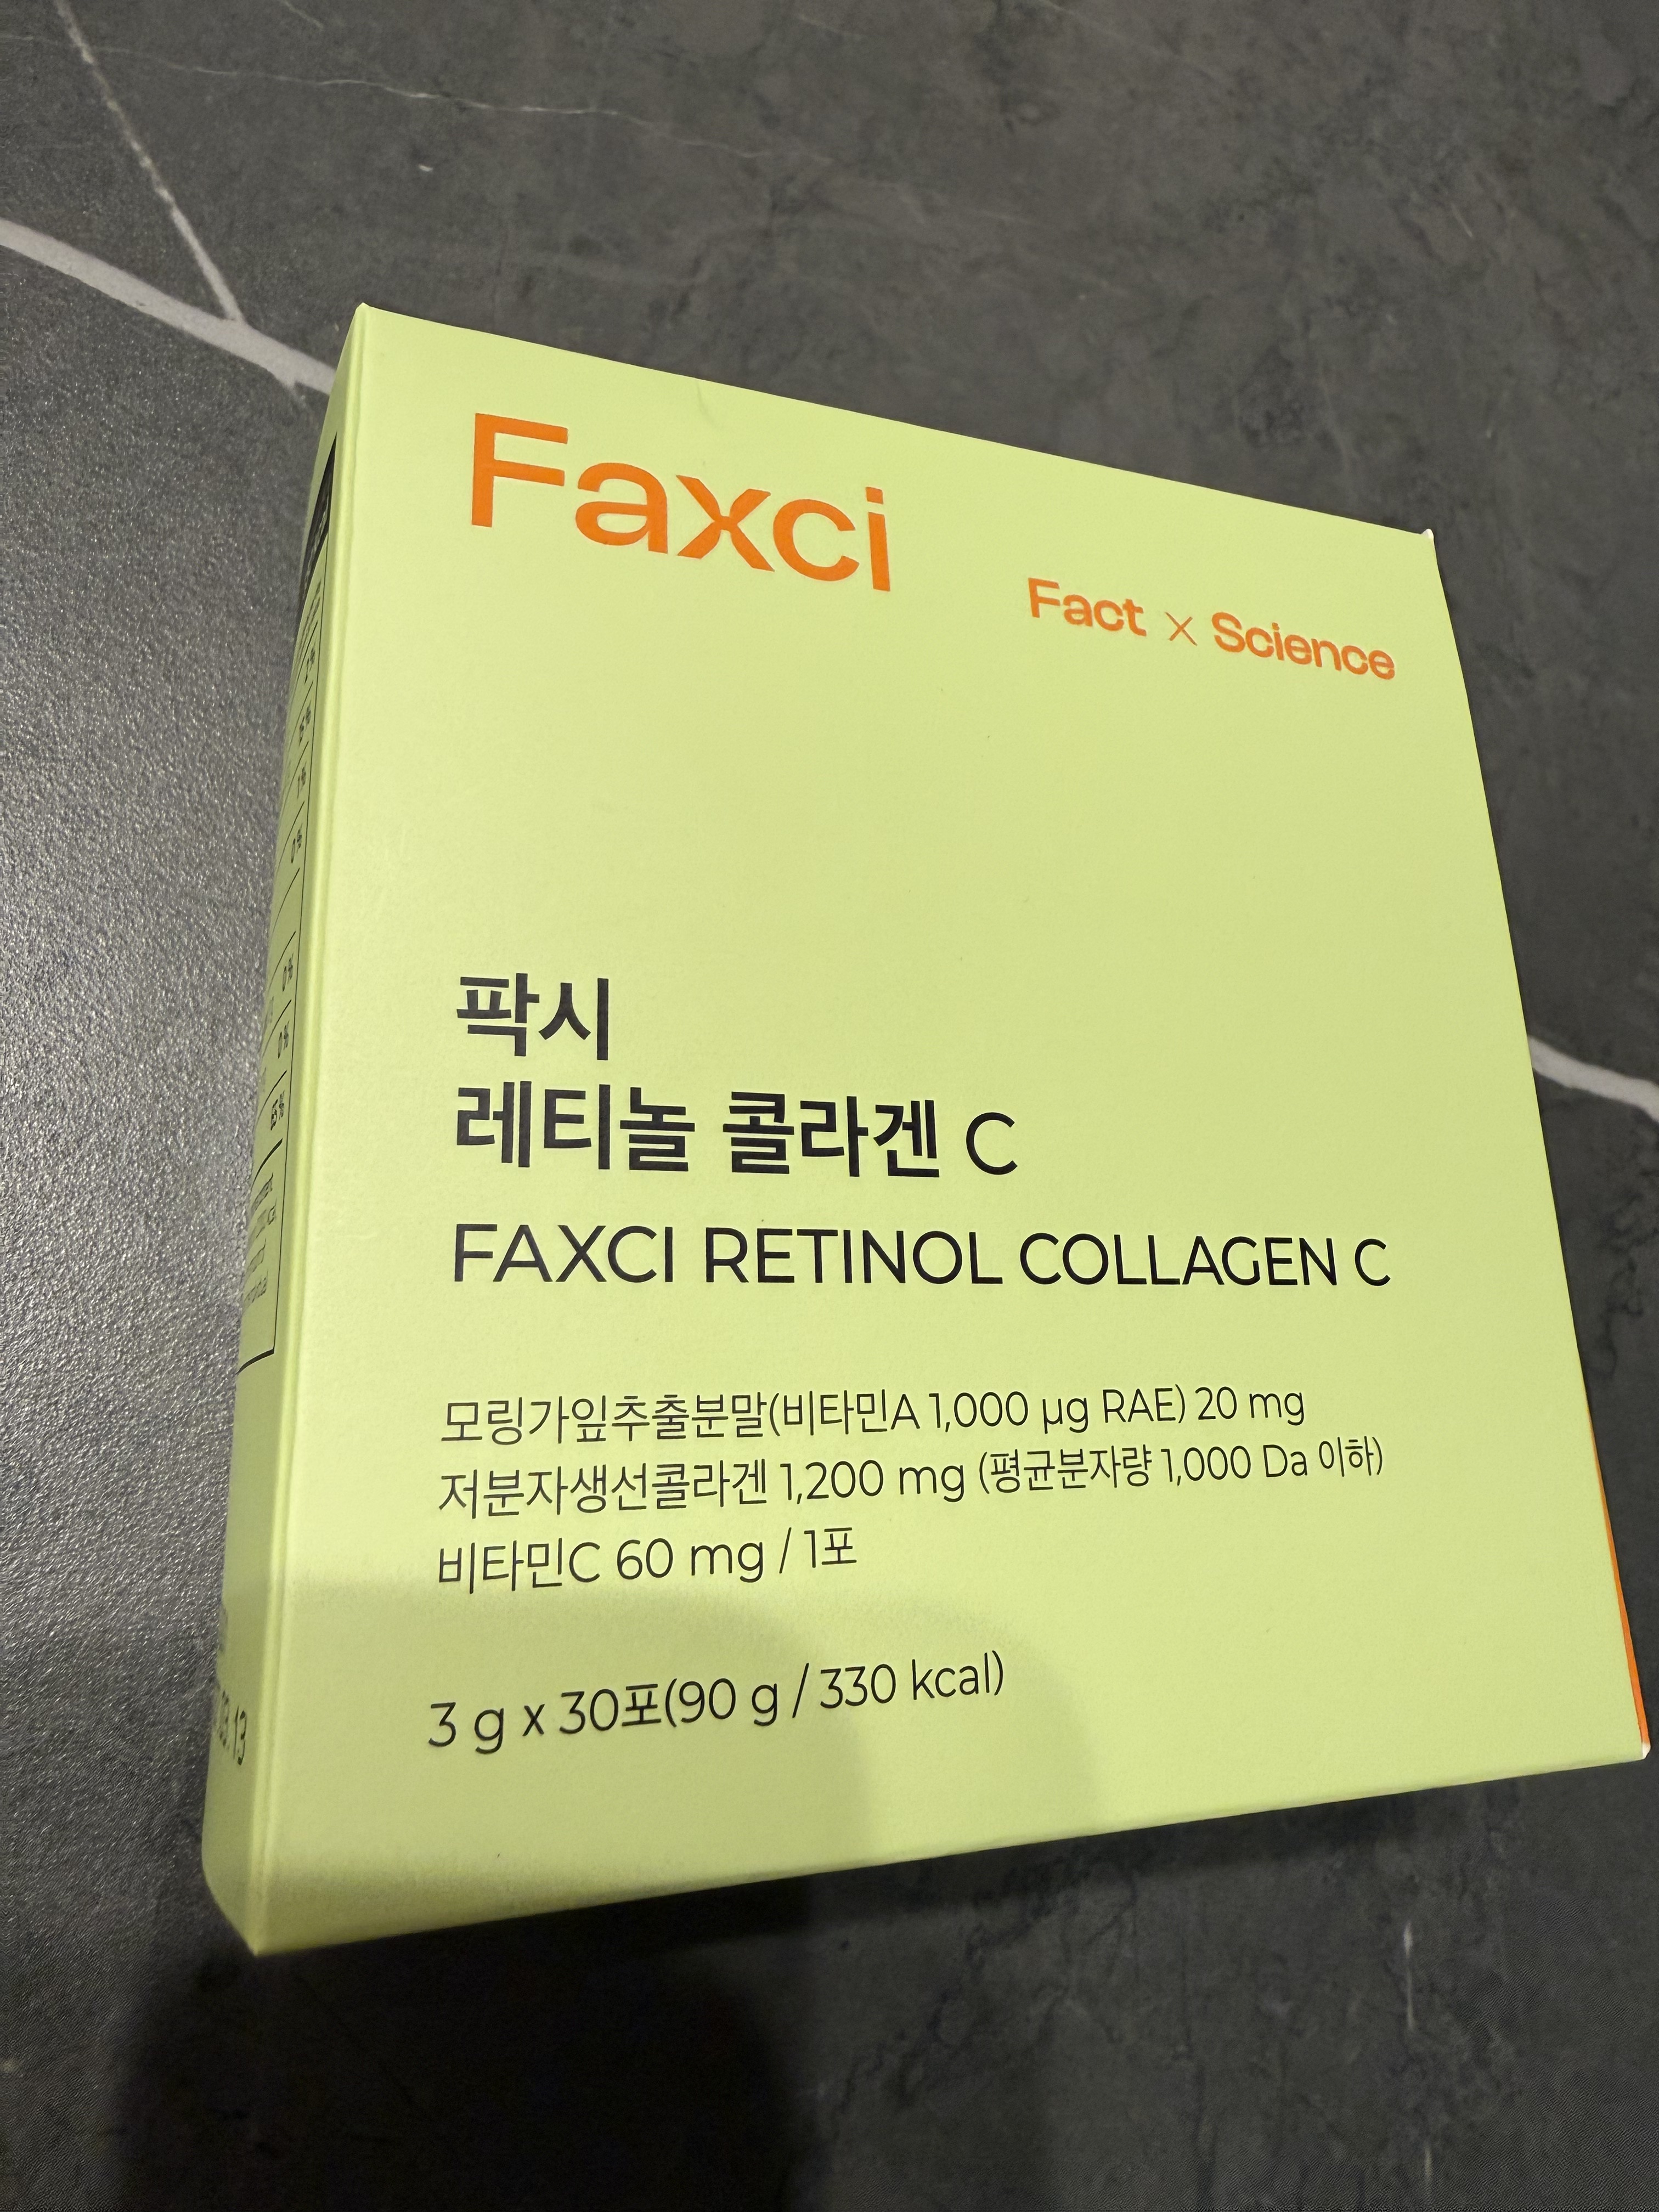 Faxci
Fact × Science
팍시
레티놀 콜라겐 C
FAXCI RETINOL COLLAGEN C
모링가잎추출분말(비타민A 1,000 µg RAE) 20 mg
저분자생선콜라겐 1,200 mg (평균분자량 1,000 Da 이하)
비타민C 60 mg / 1포
3 g x 30포(90 g / 330 kcal)